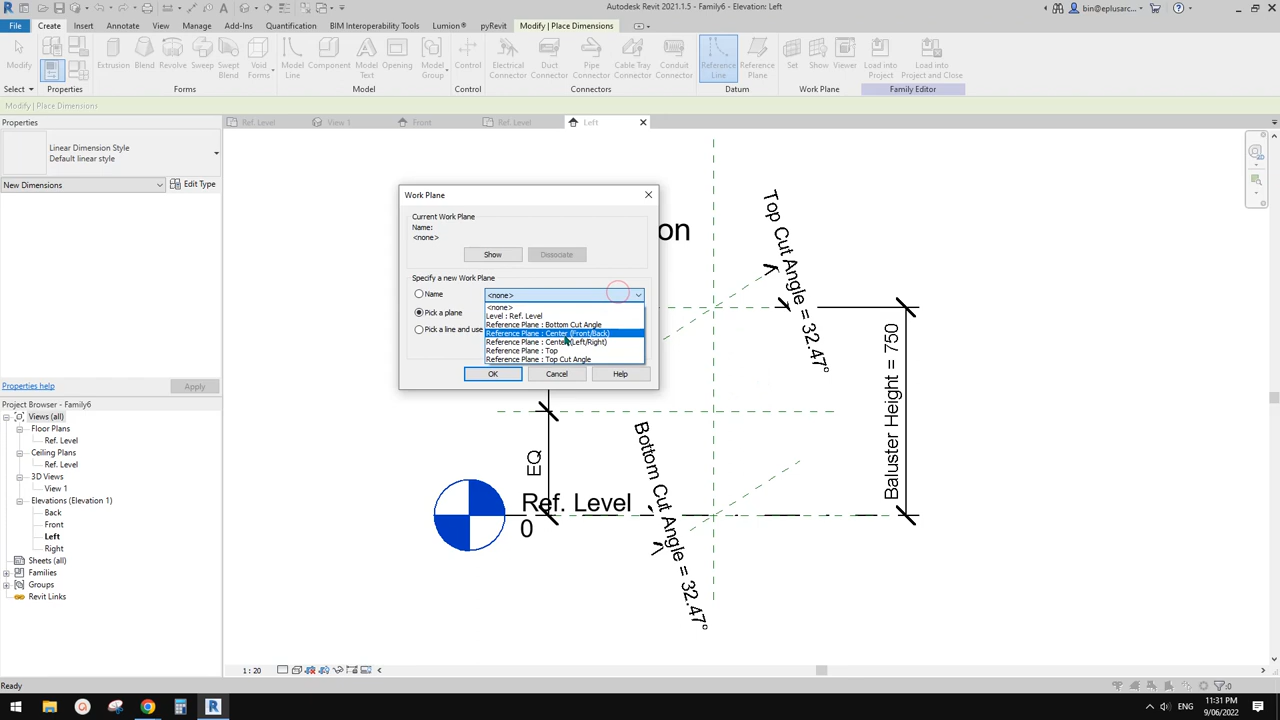 Autodesk Revit 2021.1.5 - Family6 - Elevation: Left
bin@eplusarc...
File Create Insert Annotate View Manage Add-Ins Quantification BIM Interoperability Tools Lumion® pyRevit Modify | Place Dimensions
Modify
Extrusion Blend Revolve Sweep Swept Blend Void Forms
Model Line Component Model Text Opening Model Group
Control
Electrical Connector Duct Connector Pipe Connector Cable Tray Connector Conduit Connector
Reference Line Reference Plane
Set Show Viewer
Load into Project Load into Project and Close
Select Properties Forms Model Control Connectors Datum Work Plane Family Editor
Modify | Place Dimensions
Properties
Linear Dimension Style
Default linear style
New Dimensions
Edit Type
Properties help
Apply
Ref. Level View 1 Front Ref. Level Left
Project Browser - Family6
Views (all)
Floor Plans
Ref. Level
Ceiling Plans
Ref. Level
3D Views
View 1
Elevations (Elevation 1)
Back
Front
Left
Right
Sheets (all)
Families
Groups
Revit Links
Work Plane
Current Work Plane
Name:
<none>
Show
Dissociate
Specify a new Work Plane
Name
<none>
Pick a plane
Pick a line and use
<none>
Level : Ref. Level
Reference Plane : Bottom Cut Angle
Reference Plane : Center (Front/Back)
Reference Plane : Center (Left/Right)
Reference Plane : Top
Reference Plane : Top Cut Angle
OK
Cancel
Help
on
Top Cut Angle = 32.47°
Baluster Height = 750
EQ
Bottom Cut Angle = 32.47°
Ref. Level
0
1 : 20
Ready
:0
ENG
11:31 PM
9/06/2022